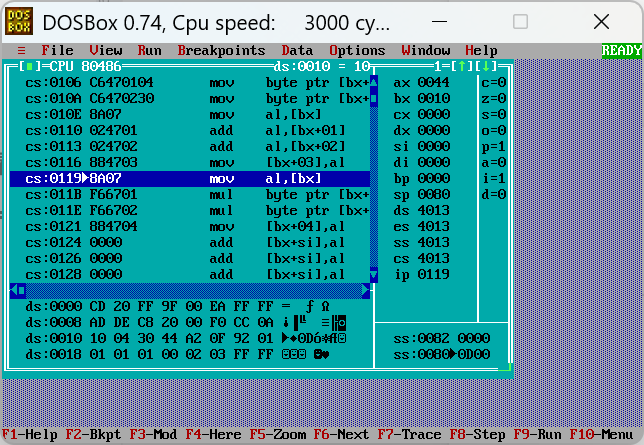 DOS BOX DOSBox 0.74, Cpu speed: 3000 cy...
≡ File View Run Breakpoints Data Options Window Help READY
[■]=CPU 80486 ds:0010 = 10 1=[↑][↓]
cs:0106 C6470104 mov byte ptr [bx+ ax 0044 c=0
cs:010A C6470230 mov byte ptr [bx+ bx 0010 z=0
cs:010E 8A07 mov al,[bx] cx 0000 s=0
cs:0110 024701 add al,[bx+01] dx 0000 o=0
cs:0113 024702 add al,[bx+02] si 0000 p=1
cs:0116 884703 mov [bx+03],al di 0000 a=0
cs:0119►8A07 mov al,[bx] bp 0000 i=1
cs:011B F66701 mul byte ptr [bx+ sp 0080 d=0
cs:011E F66702 mul byte ptr [bx+ ds 4013
cs:0121 884704 mov [bx+04],al es 4013
cs:0124 0000 add [bx+si],al ss 4013
cs:0126 0000 add [bx+si],al cs 4013
cs:0128 0000 add [bx+si],al ip 0119
ds:0000 CD 20 FF 9F 00 EA FF FF = ƒ Ω
ds:0008 AD DE C8 20 00 F0 CC 0A ¡▐╚ ≡╠◙
ds:0010 10 04 30 44 A2 0F 92 01 ►♦0Dó☼Æ☺ ss:0082 0000
ds:0018 01 01 01 00 02 03 FF FF ☺☺☺ ☻♥ ss:0080►0D00
F1-Help F2-Bkpt F3-Mod F4-Here F5-Zoom F6-Next F7-Trace F8-Step F9-Run F10-Menu